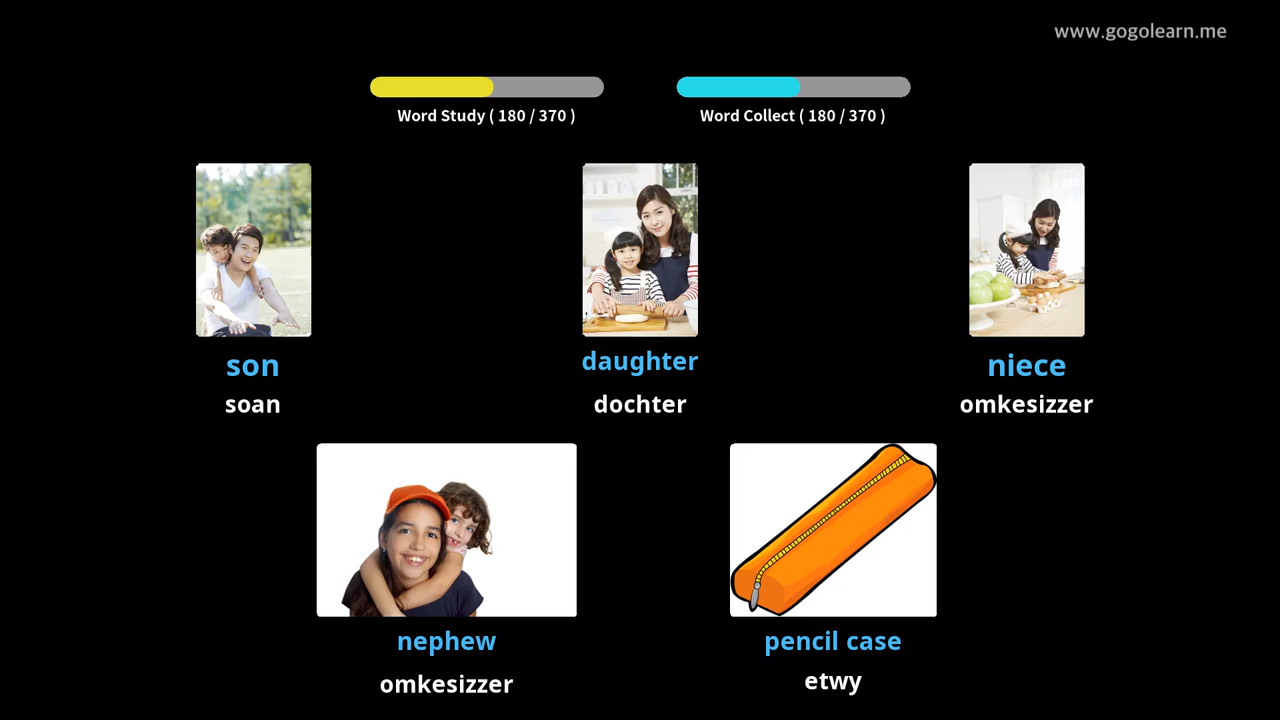 www.gogolearn.me
Word Study ( 180 / 370 )
Word Collect ( 180 / 370 )
son
soan
daughter
dochter
niece
omkesizzer
nephew
omkesizzer
pencil case
etwy